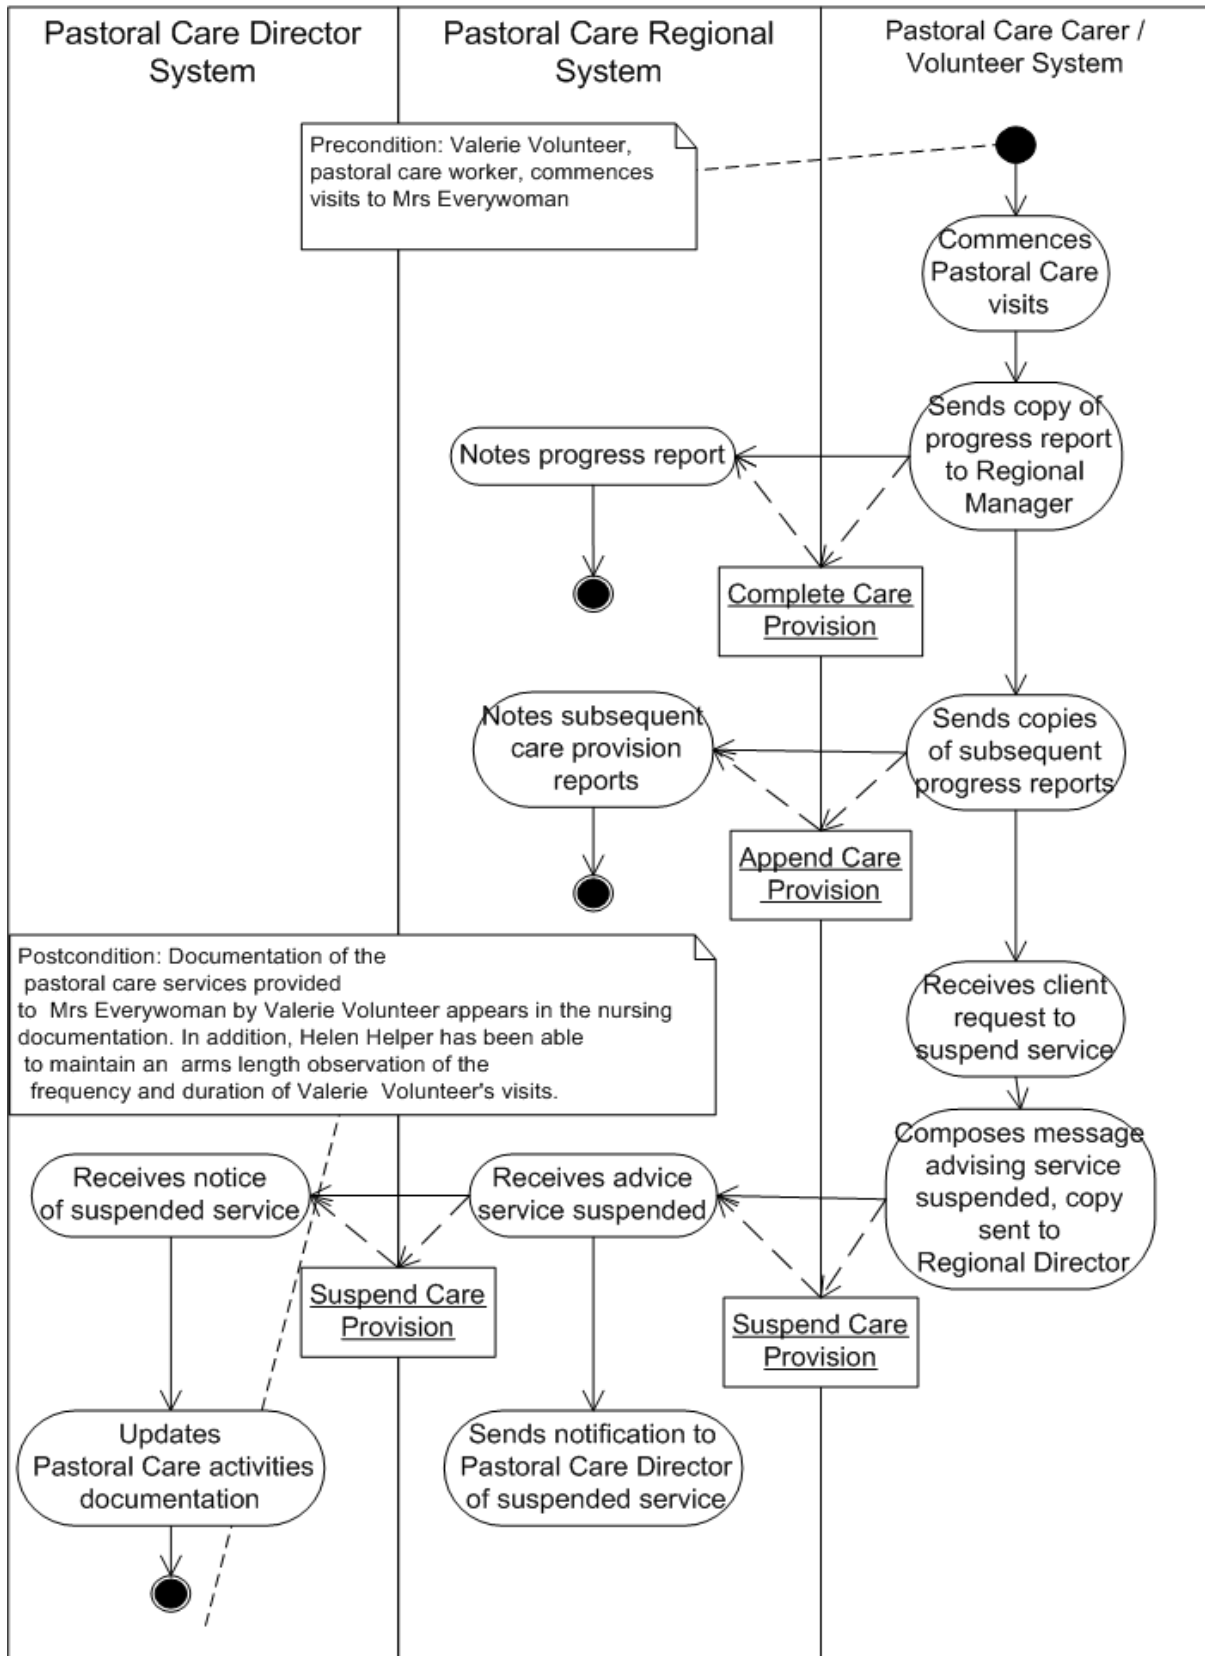 Pastoral Care Director
System
Pastoral Care Regional
System
Pastoral Care Carer /
Volunteer System
Precondition: Valerie Volunteer,
pastoral care worker, commences
visits to Mrs Everywoman
Commences
Pastoral Care
visits
Sends copy of
progress report
to Regional
Manager
Notes progress report
Complete Care
Provision
Notes subsequent
care provision
reports
Sends copies
of subsequent
progress reports
Append Care
Provision
Postcondition: Documentation of the
pastoral care services provided
to Mrs Everywoman by Valerie Volunteer appears in the nursing
documentation. In addition, Helen Helper has been able
to maintain an arms length observation of the
frequency and duration of Valerie Volunteer's visits.
Receives client
request to
suspend service
Composes message
advising service
suspended, copy
sent to
Regional Director
Receives notice
of suspended service
Receives advice
service suspended
Suspend Care
Provision
Suspend Care
Provision
Updates
Pastoral Care activities
documentation
Sends notification to
Pastoral Care Director
of suspended service